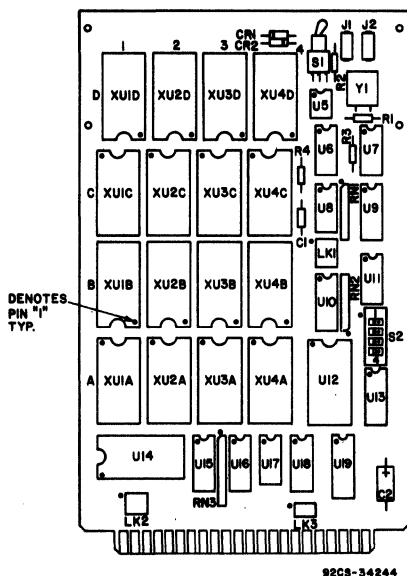 CR1
CR2
J1 J2
1 2 3 4
S1
R2
Y1
D XU1D XU2D XU3D XU4D
U5
R1
U6
R3
U7
C XU1C XU2C XU3C XU4C
R4
C1
U8
RN1
U9
LK1
B XU1B XU2B XU3B XU4B
U10
RN2
U11
DENOTES
PIN "1"
TYP.
S2
4
A XU1A XU2A XU3A XU4A
U12
U13
U14
U15
RN3
U16
U17
U18
U19
C2
+
LK2
LK3
92CS-34244